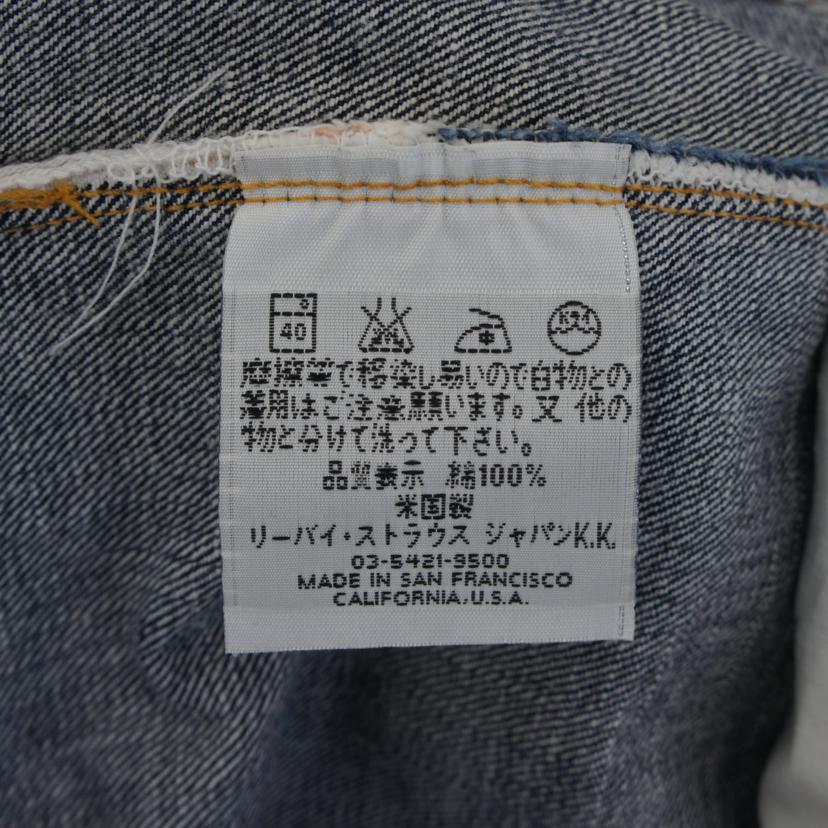 40 ドライ
摩擦等で移染し易いので白物との
着用はご注意願います。又 他の
物と分けて洗って下さい。
品質表示 綿100%
米国製
リーバイ・ストラウス ジャパンK.K.
03-5421-9500
MADE IN SAN FRANCISCO
CALIFORNIA,U.S.A.